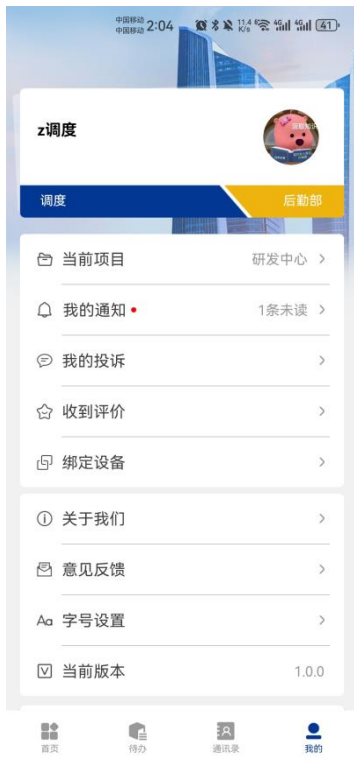 中国移动
中国移动 2:04 11.4 K/s 4G 4G 41
z调度
调度 后勤部
当前项目 研发中心
我的通知 1条未读
我的投诉
收到评价
绑定设备
关于我们
意见反馈
Aa 字号设置
V 当前版本 1.0.0
首页 待办 通讯录 我的